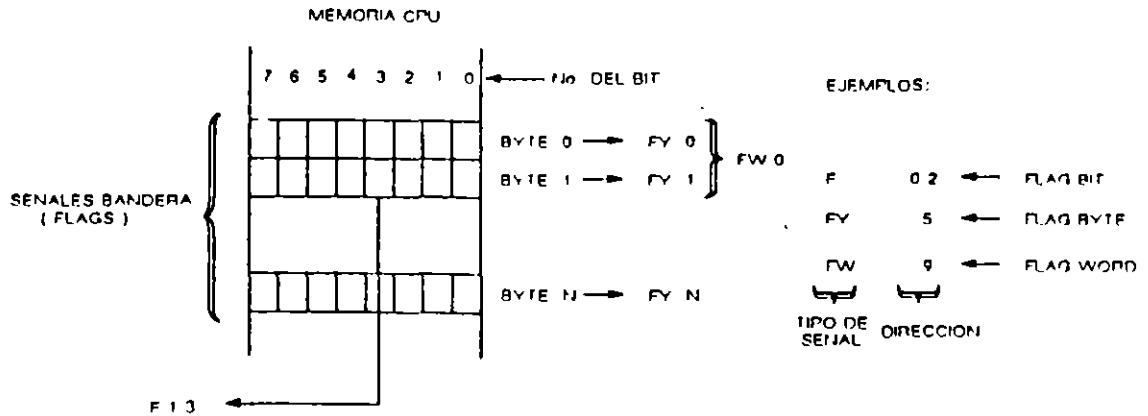 MEMORIA CPU
7 6 5 4 3 2 1 0
No DEL BIT
EJEMPLOS:
BYTE 0
FY 0
FW 0
BYTE 1
FY 1
SENALES BANDERA
( FLAGS )
F 0 2
FLAG BIT
FY 5
FLAG BYTE
FW 9
FLAG WORD
BYTE N
FY N
TIPO DE
SENAL
DIRECCION
F 1 3